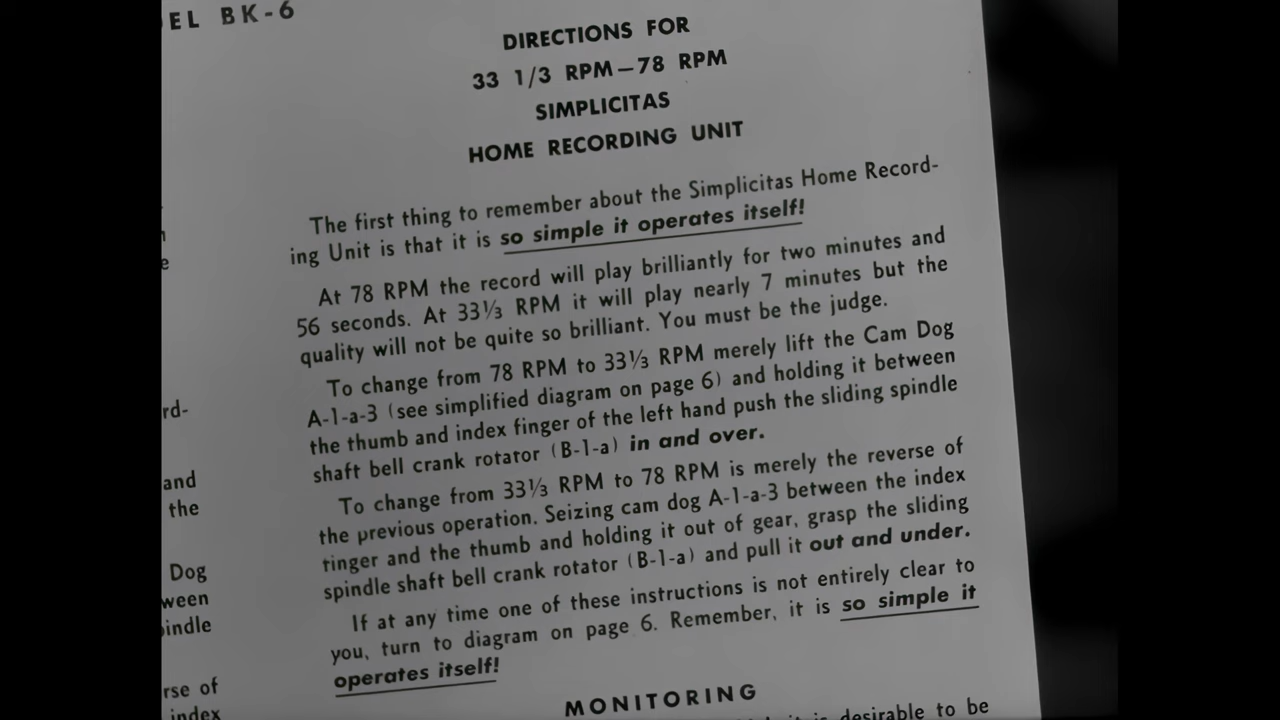 EL BK-6
DIRECTIONS FOR
33 1/3 RPM—78 RPM
SIMPLICITAS
HOME RECORDING UNIT
The first thing to remember about the Simplicitas Home Record-
ing Unit is that it is so simple it operates itself!
At 78 RPM the record will play brilliantly for two minutes and
56 seconds. At 33⅓ RPM it will play nearly 7 minutes but the
quality will not be quite so brilliant. You must be the judge.
To change from 78 RPM to 33⅓ RPM merely lift the Cam Dog
A-1-a-3 (see simplified diagram on page 6) and holding it between
the thumb and index finger of the left hand push the sliding spindle
shaft bell crank rotator (B-1-a) in and over.
To change from 33⅓ RPM to 78 RPM is merely the reverse of
the previous operation. Seizing cam dog A-1-a-3 between the index
tinger and the thumb and holding it out of gear, grasp the sliding
spindle shaft bell crank rotator (B-1-a) and pull it out and under.
If at any time one of these instructions is not entirely clear to
you, turn to diagram on page 6. Remember, it is so simple it
operates itself!
MONITORING
it is desirable to be
rd-
and
the
Dog
ween
indle
rse of
index